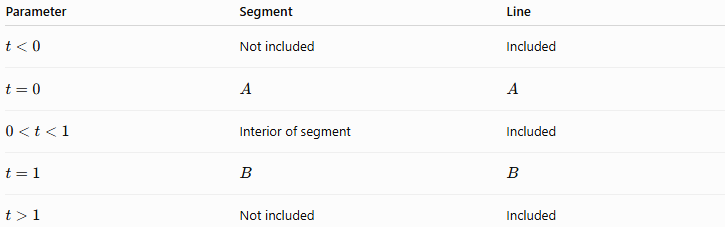 Parameter Segment Line
t < 0 Not included Included
t = 0 A A
0 < t < 1 Interior of segment Included
t = 1 B B
t > 1 Not included Included